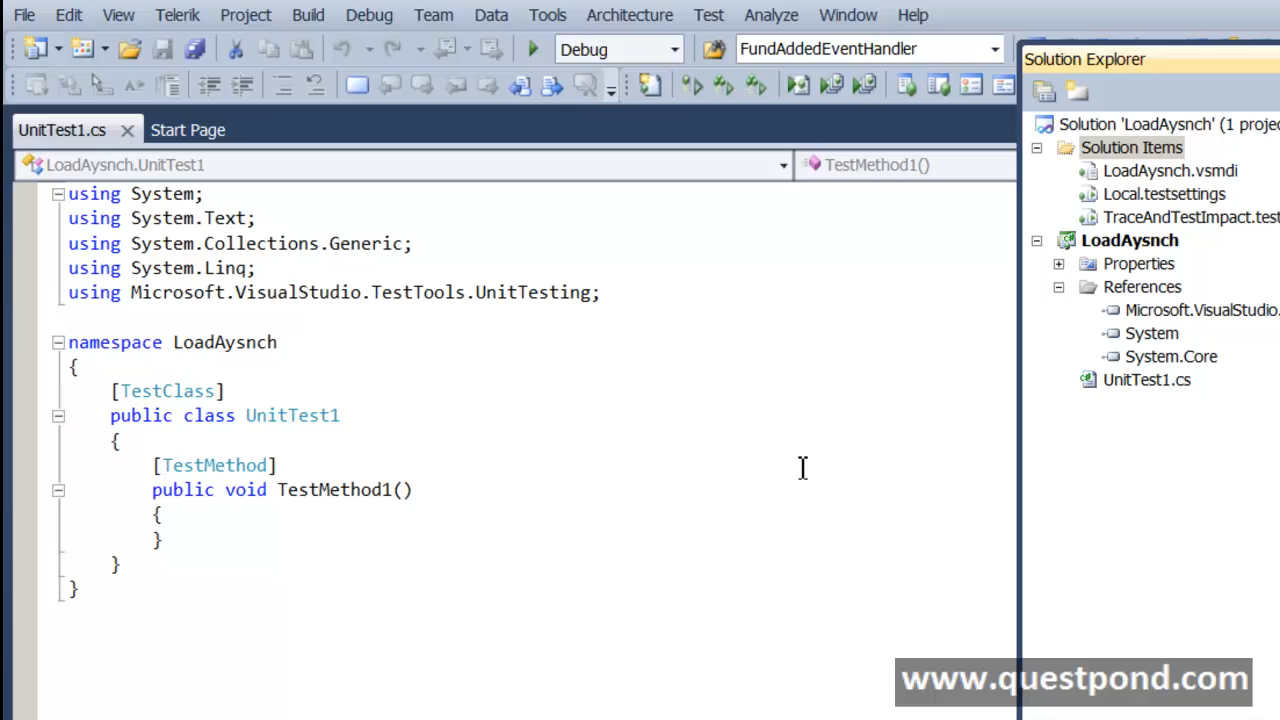 File Edit View Telerik Project Build Debug Team Data Tools Architecture Test Analyze Window Help
Debug FundAddedEventHandler
UnitTest1.cs Start Page
LoadAysnch.UnitTest1 TestMethod1()
using System;
using System.Text;
using System.Collections.Generic;
using System.Linq;
using Microsoft.VisualStudio.TestTools.UnitTesting;
namespace LoadAysnch
{
[TestClass]
public class UnitTest1
{
[TestMethod]
public void TestMethod1()
{
}
}
}
Solution Explorer
Solution 'LoadAysnch' (1 projec
Solution Items
LoadAysnch.vsmdi
Local.testsettings
TraceAndTestImpact.test
LoadAysnch
Properties
References
Microsoft.VisualStudio.
System
System.Core
UnitTest1.cs
www.questpond.com